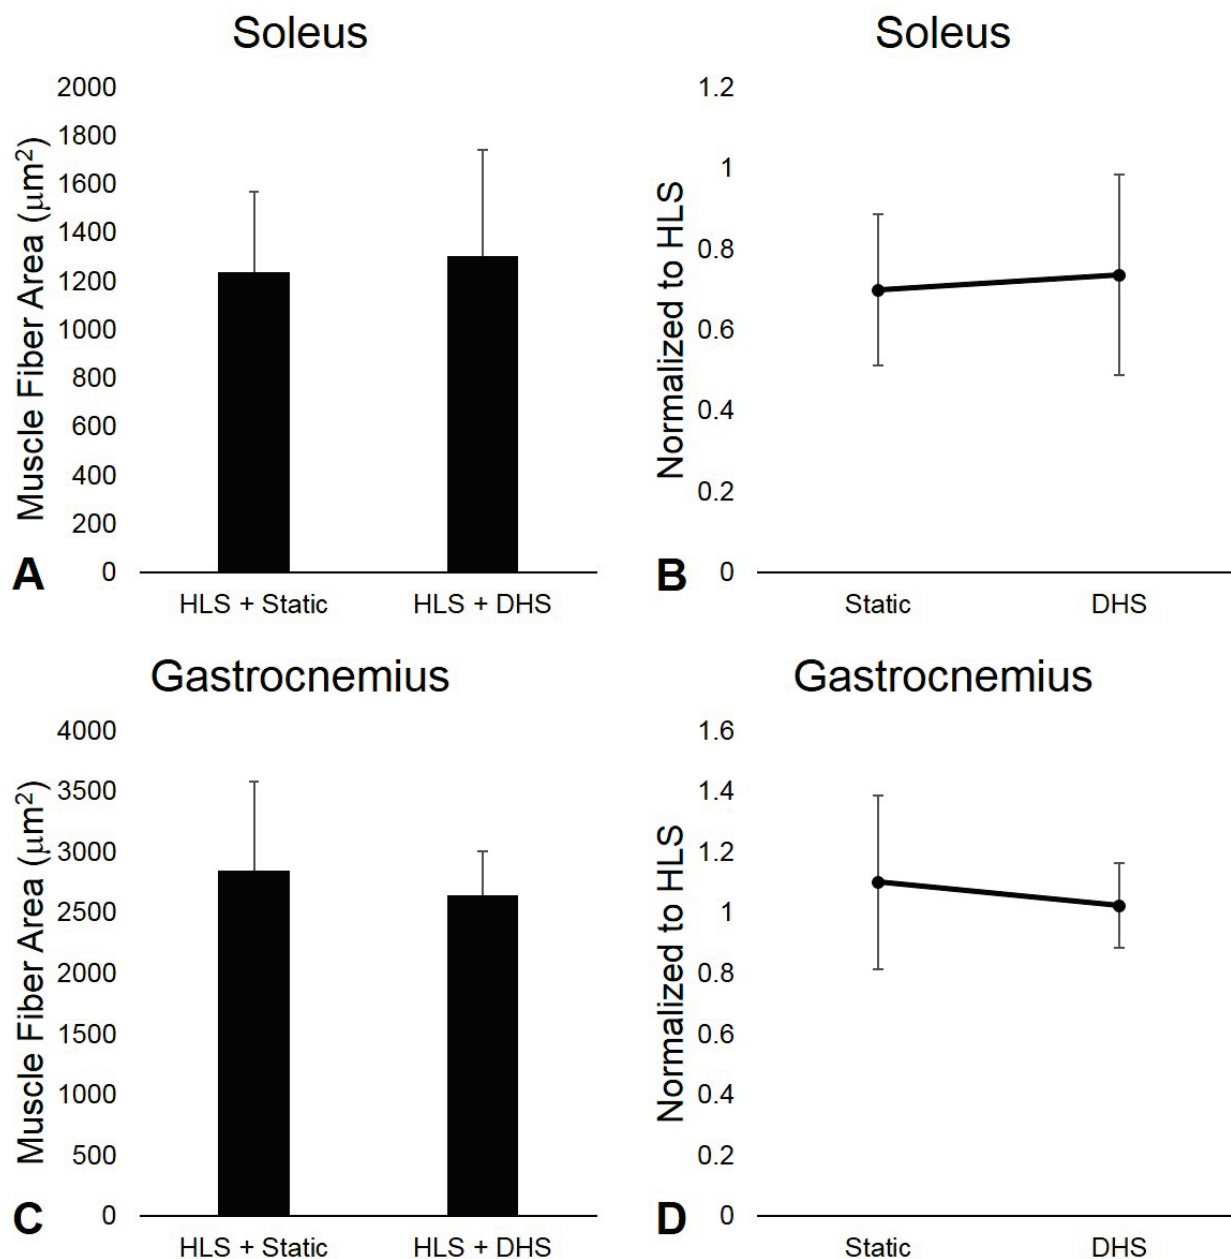 Soleus
Muscle Fiber Area (μm²)
2000
1800
1600
1400
1200
1000
800
600
400
200
0
HLS + Static
HLS + DHS
A
Soleus
Normalized to HLS
1.2
1
0.8
0.6
0.4
0.2
0
Static
DHS
B
Gastrocnemius
Muscle Fiber Area (μm²)
4000
3500
3000
2500
2000
1500
1000
500
0
HLS + Static
HLS + DHS
C
Gastrocnemius
Normalized to HLS
1.6
1.4
1.2
1
0.8
0.6
0.4
0.2
0
Static
DHS
D